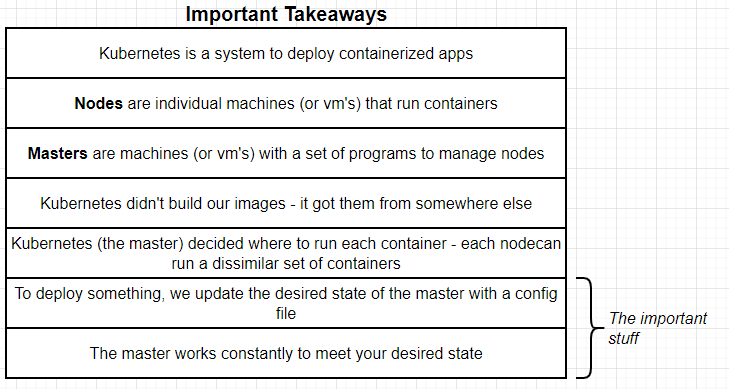 Important Takeaways
Kubernetes is a system to deploy containerized apps
Nodes are individual machines (or vm's) that run containers
Masters are machines (or vm's) with a set of programs to manage nodes
Kubernetes didn't build our images - it got them from somewhere else
Kubernetes (the master) decided where to run each container - each nodecan
run a dissimilar set of containers
To deploy something, we update the desired state of the master with a config
file
The master works constantly to meet your desired state
The important
stuff